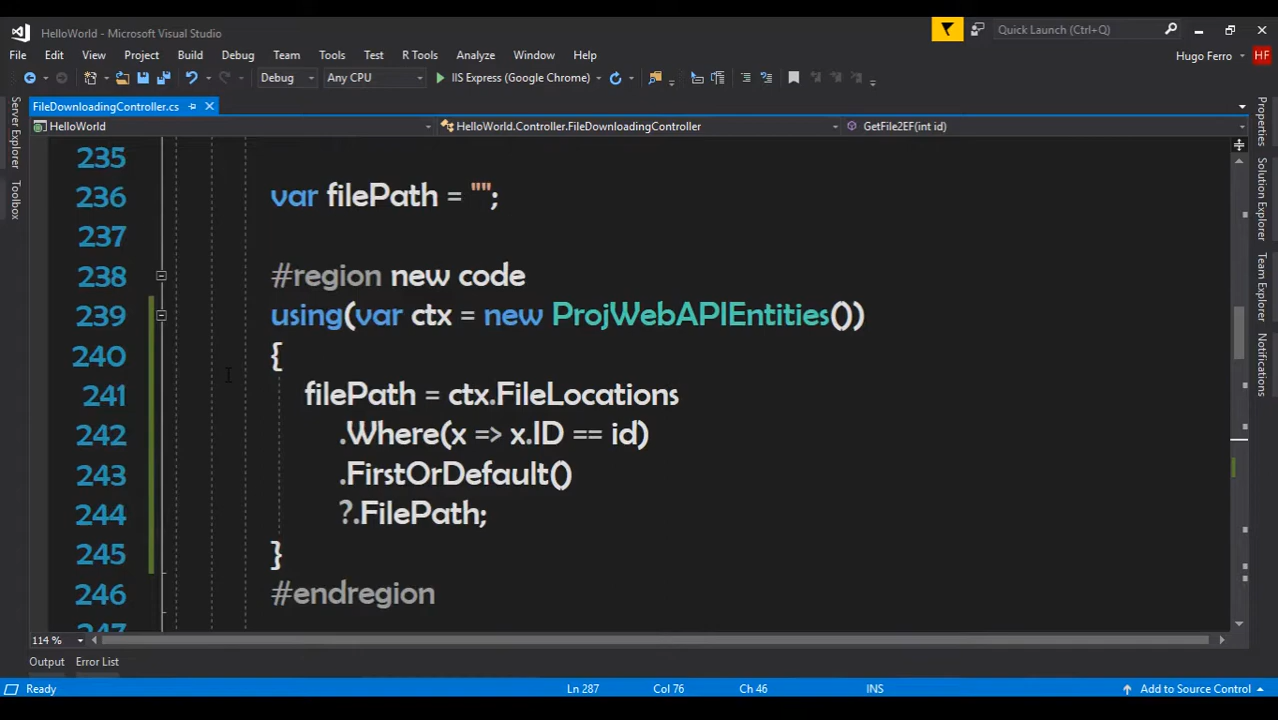 HelloWorld - Microsoft Visual Studio
Quick Launch (Ctrl+Q)
File Edit View Project Build Debug Team Tools Test R Tools Analyze Window Help
Hugo Ferro HF
Debug Any CPU IIS Express (Google Chrome)
FileDownloadingController.cs
HelloWorld HelloWorld.Controller.FileDownloadingController GetFile2EF(int id)
Server Explorer
Toolbox
235
236 var filePath = "";
237
238 #region new code
239 using(var ctx = new ProjWebAPIEntities())
240 {
241 filePath = ctx.FileLocations
242 .Where(x => x.ID == id)
243 .FirstOrDefault()
244 ?.FilePath;
245 }
246 #endregion
247
Properties
Solution Explorer
Team Explorer
Notifications
114 %
Output Error List
Ready Ln 287 Col 76 Ch 46 INS Add to Source Control